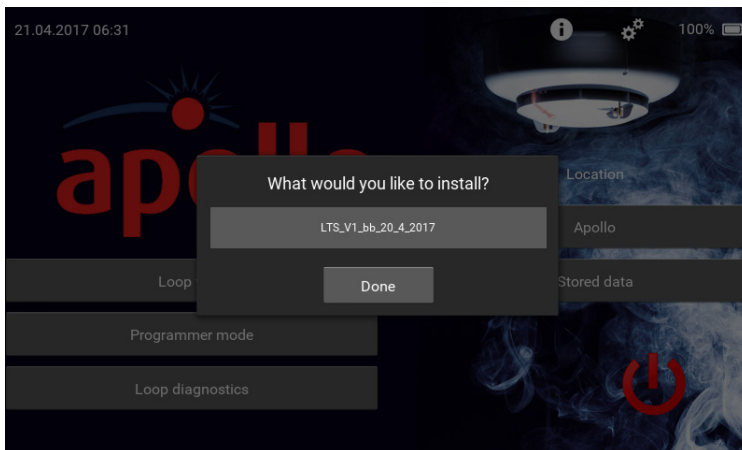 21.04.2017 06:31
100%
What would you like to install?
Location
LTS_V1_bb_20_4_2017
Apollo
Loop
Done
Stored data
Programmer mode
Loop diagnostics